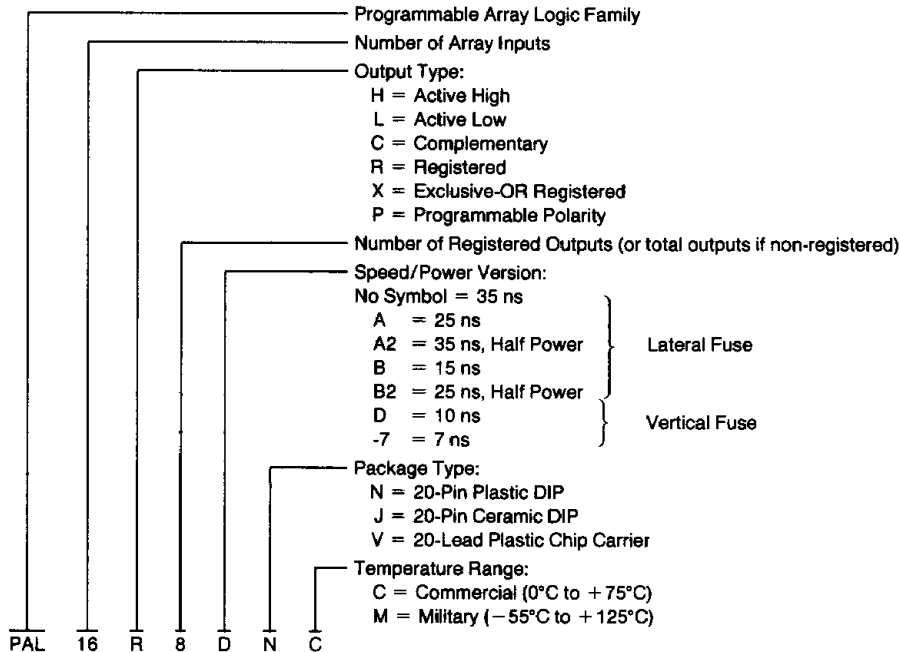 Programmable Array Logic Family
Number of Array Inputs
Output Type:
H = Active High
L = Active Low
C = Complementary
R = Registered
X = Exclusive-OR Registered
P = Programmable Polarity
Number of Registered Outputs (or total outputs if non-registered)
Speed/Power Version:
No Symbol = 35 ns
A = 25 ns
A2 = 35 ns, Half Power
B = 15 ns
B2 = 25 ns, Half Power
Lateral Fuse
D = 10 ns
-7 = 7 ns
Vertical Fuse
Package Type:
N = 20-Pin Plastic DIP
J = 20-Pin Ceramic DIP
V = 20-Lead Plastic Chip Carrier
Temperature Range:
C = Commercial (0°C to +75°C)
M = Military (−55°C to +125°C)
PAL 16 R 8 D N C